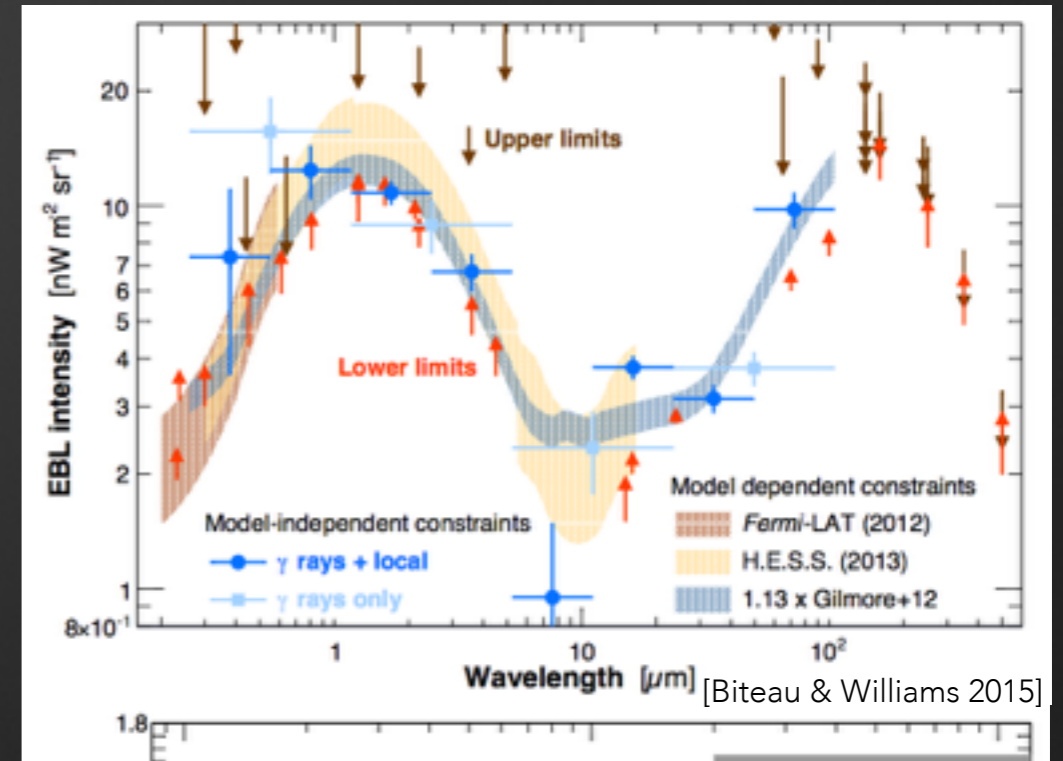 20
10
7
6
5
4
3
2
1
8×10⁻¹
EBL intensity [nW m² sr⁻¹]
Upper limits
Lower limits
Model-independent constraints
γ rays + local
γ rays only
Model dependent constraints
Fermi-LAT (2012)
H.E.S.S. (2013)
1.13 x Gilmore+12
1 10 10²
Wavelength [μm]
[Biteau & Williams 2015]
1.8